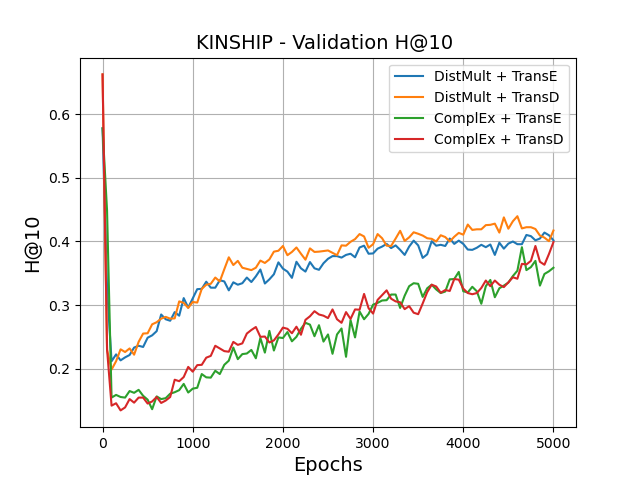 KINSHIP - Validation H@10
DistMult + TransE
DistMult + TransD
ComplEx + TransE
ComplEx + TransD
H@10
0.6
0.5
0.4
0.3
0.2
0 1000 2000 3000 4000 5000
Epochs